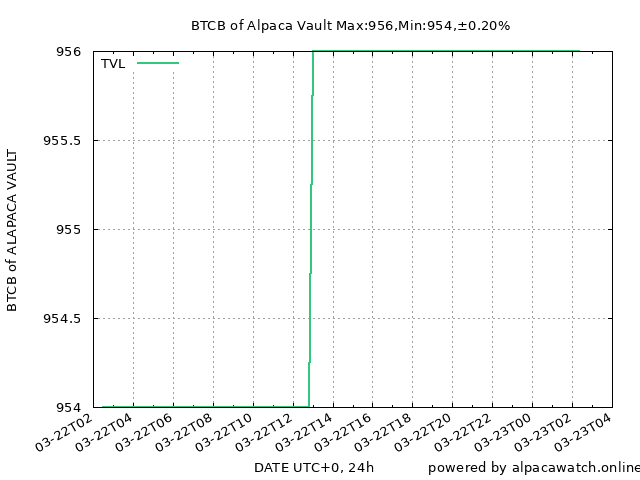 BTCB of Alpaca Vault Max:956,Min:954,±0.20%
TVL
956
955.5
955
954.5
954
BTCB of ALAPACA VAULT
03-22T02
03-22T04
03-22T06
03-22T08
03-22T10
03-22T12
03-22T14
03-22T16
03-22T18
03-22T20
03-22T22
03-23T00
03-23T02
03-23T04
DATE UTC+0, 24h
powered by alpacawatch.online